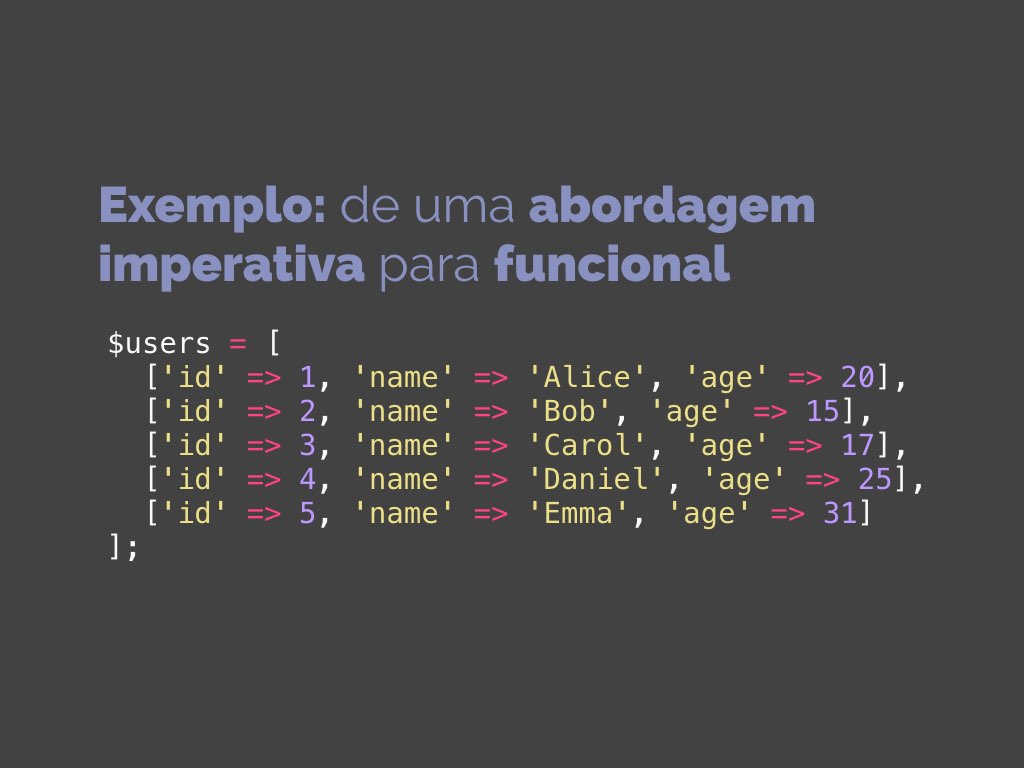 Exemplo: de uma abordagem
imperativa para funcional
$users = [
  ['id' => 1, 'name' => 'Alice', 'age' => 20],
  ['id' => 2, 'name' => 'Bob', 'age' => 15],
  ['id' => 3, 'name' => 'Carol', 'age' => 17],
  ['id' => 4, 'name' => 'Daniel', 'age' => 25],
  ['id' => 5, 'name' => 'Emma', 'age' => 31]
];